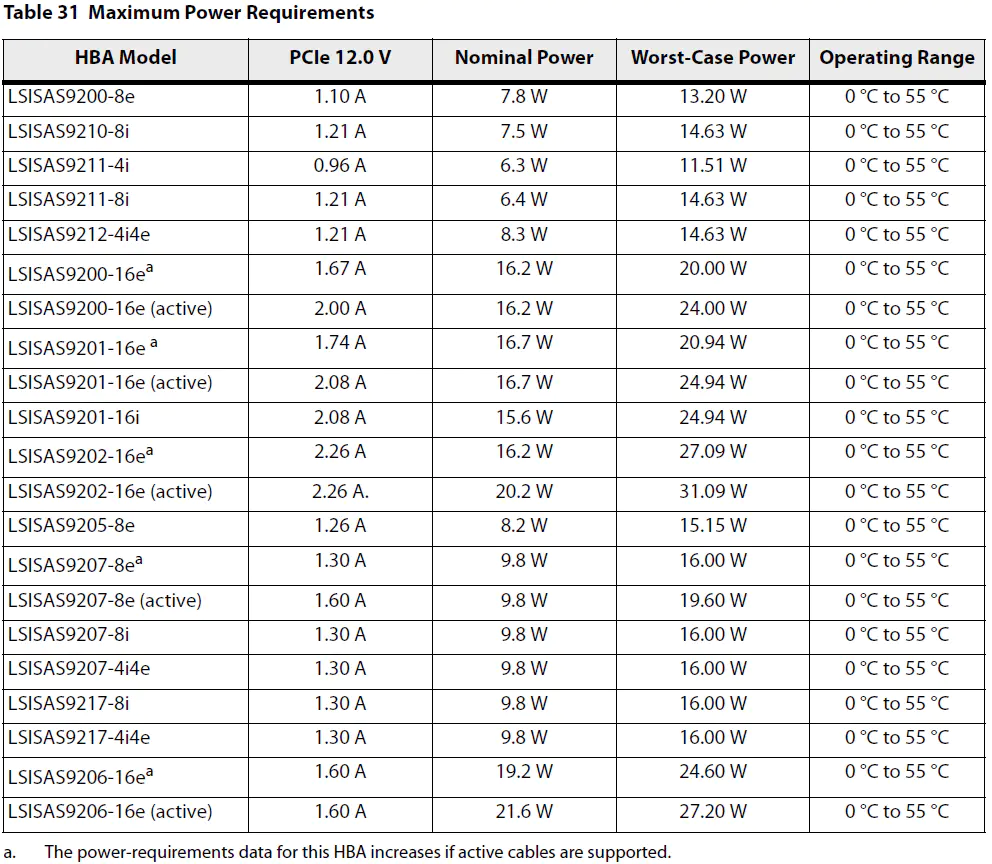 Table 31 Maximum Power Requirements
HBA Model PCIe 12.0 V Nominal Power Worst-Case Power Operating Range
LSISAS9200-8e 1.10 A 7.8 W 13.20 W 0 °C to 55 °C
LSISAS9210-8i 1.21 A 7.5 W 14.63 W 0 °C to 55 °C
LSISAS9211-4i 0.96 A 6.3 W 11.51 W 0 °C to 55 °C
LSISAS9211-8i 1.21 A 6.4 W 14.63 W 0 °C to 55 °C
LSISAS9212-4i4e 1.21 A 8.3 W 14.63 W 0 °C to 55 °C
LSISAS9200-16eᵃ 1.67 A 16.2 W 20.00 W 0 °C to 55 °C
LSISAS9200-16e (active) 2.00 A 16.2 W 24.00 W 0 °C to 55 °C
LSISAS9201-16e ᵃ 1.74 A 16.7 W 20.94 W 0 °C to 55 °C
LSISAS9201-16e (active) 2.08 A 16.7 W 24.94 W 0 °C to 55 °C
LSISAS9201-16i 2.08 A 15.6 W 24.94 W 0 °C to 55 °C
LSISAS9202-16eᵃ 2.26 A 16.2 W 27.09 W 0 °C to 55 °C
LSISAS9202-16e (active) 2.26 A. 20.2 W 31.09 W 0 °C to 55 °C
LSISAS9205-8e 1.26 A 8.2 W 15.15 W 0 °C to 55 °C
LSISAS9207-8eᵃ 1.30 A 9.8 W 16.00 W 0 °C to 55 °C
LSISAS9207-8e (active) 1.60 A 9.8 W 19.60 W 0 °C to 55 °C
LSISAS9207-8i 1.30 A 9.8 W 16.00 W 0 °C to 55 °C
LSISAS9207-4i4e 1.30 A 9.8 W 16.00 W 0 °C to 55 °C
LSISAS9217-8i 1.30 A 9.8 W 16.00 W 0 °C to 55 °C
LSISAS9217-4i4e 1.30 A 9.8 W 16.00 W 0 °C to 55 °C
LSISAS9206-16eᵃ 1.60 A 19.2 W 24.60 W 0 °C to 55 °C
LSISAS9206-16e (active) 1.60 A 21.6 W 27.20 W 0 °C to 55 °C
a. The power-requirements data for this HBA increases if active cables are supported.